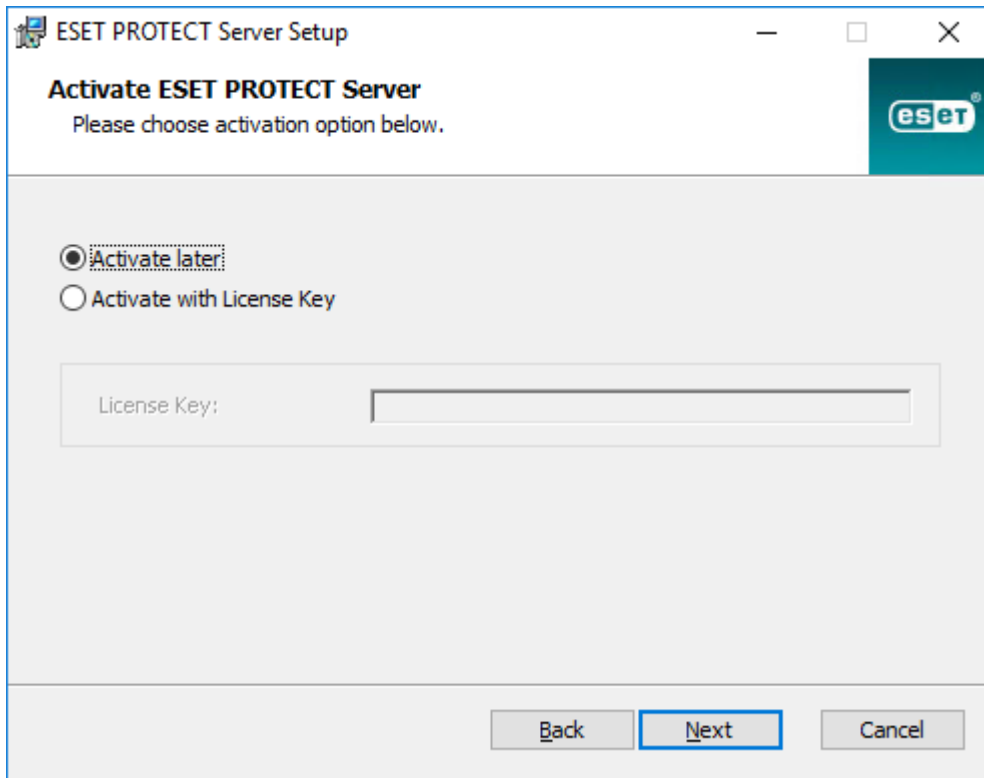 ESET PROTECT Server Setup
Activate ESET PROTECT Server
Please choose activation option below.
eset®
Activate later
Activate with License Key
License Key:
Back Next Cancel